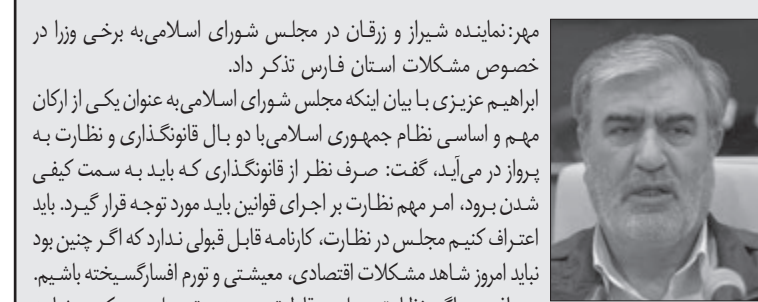 مهر: نماینده شیراز و زرقان در مجلس شورای اسلامی‌به برخی وزرا در
خصوص مشکلات استان فارس تذکر داد.
ابراهیم عزیزی با بیان اینکه مجلس شورای اسلامی‌به عنوان یکی از ارکان
مهم و اساسی نظام جمهوری اسلامی‌با دو بال قانونگذاری و نظارت به
پرواز در می‌آید، گفت: صرف نظر از قانونگذاری که باید به سمت کیفی
شدن برود، امر مهم نظارت بر اجرای قوانین باید مورد توجه قرار گیرد. باید
اعتراف کنیم مجلس در نظارت، کارنامه قابل قبولی ندارد که اگر چنین بود
نباید امروز شاهد مشکلات اقتصادی، معیشتی و تورم افسارگسیخته باشیم.